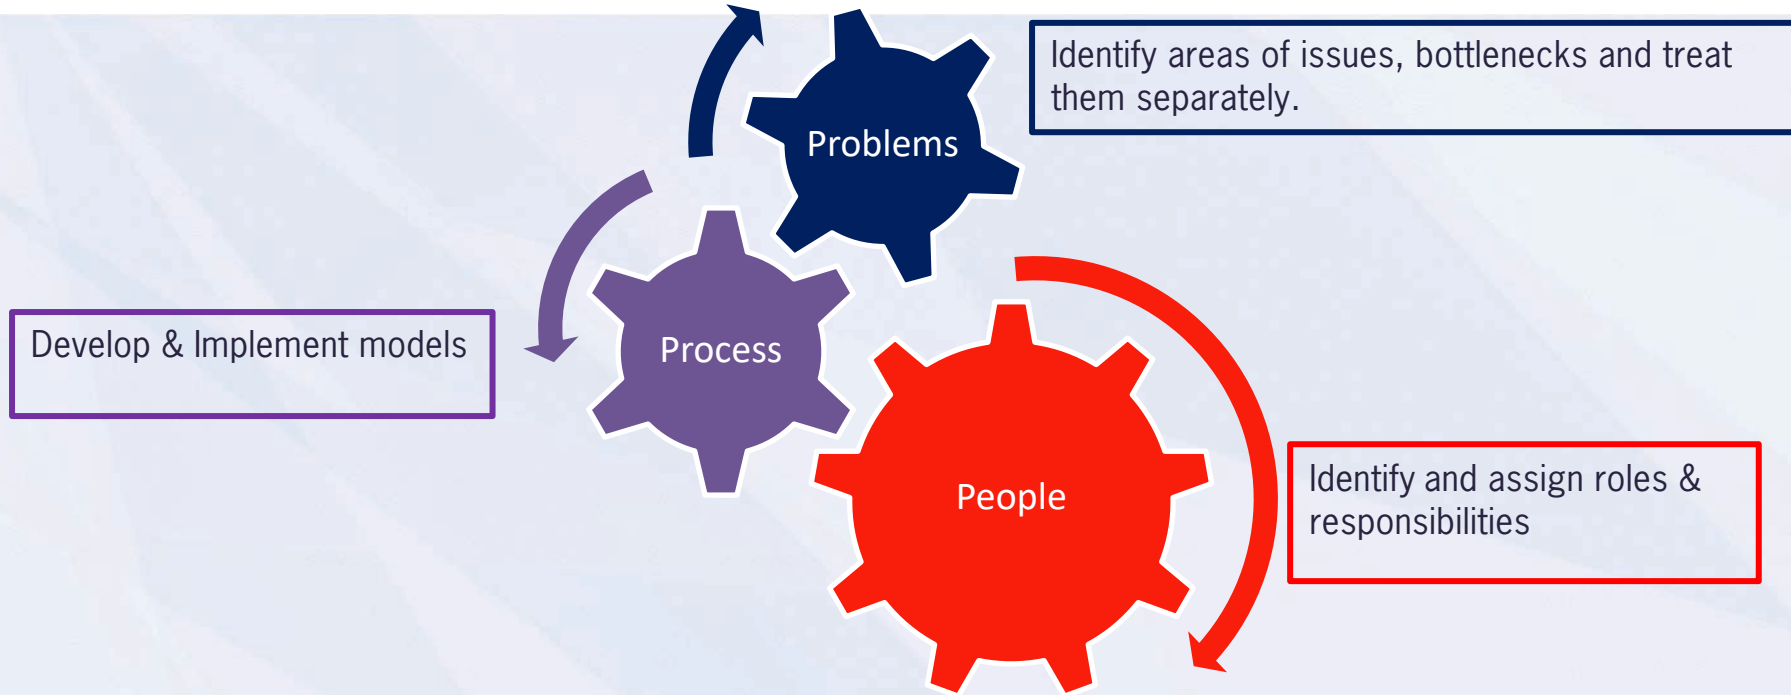 Identify areas of issues, bottlenecks and treat
them separately.
Problems
Develop & Implement models
Process
People
Identify and assign roles &
responsibilities